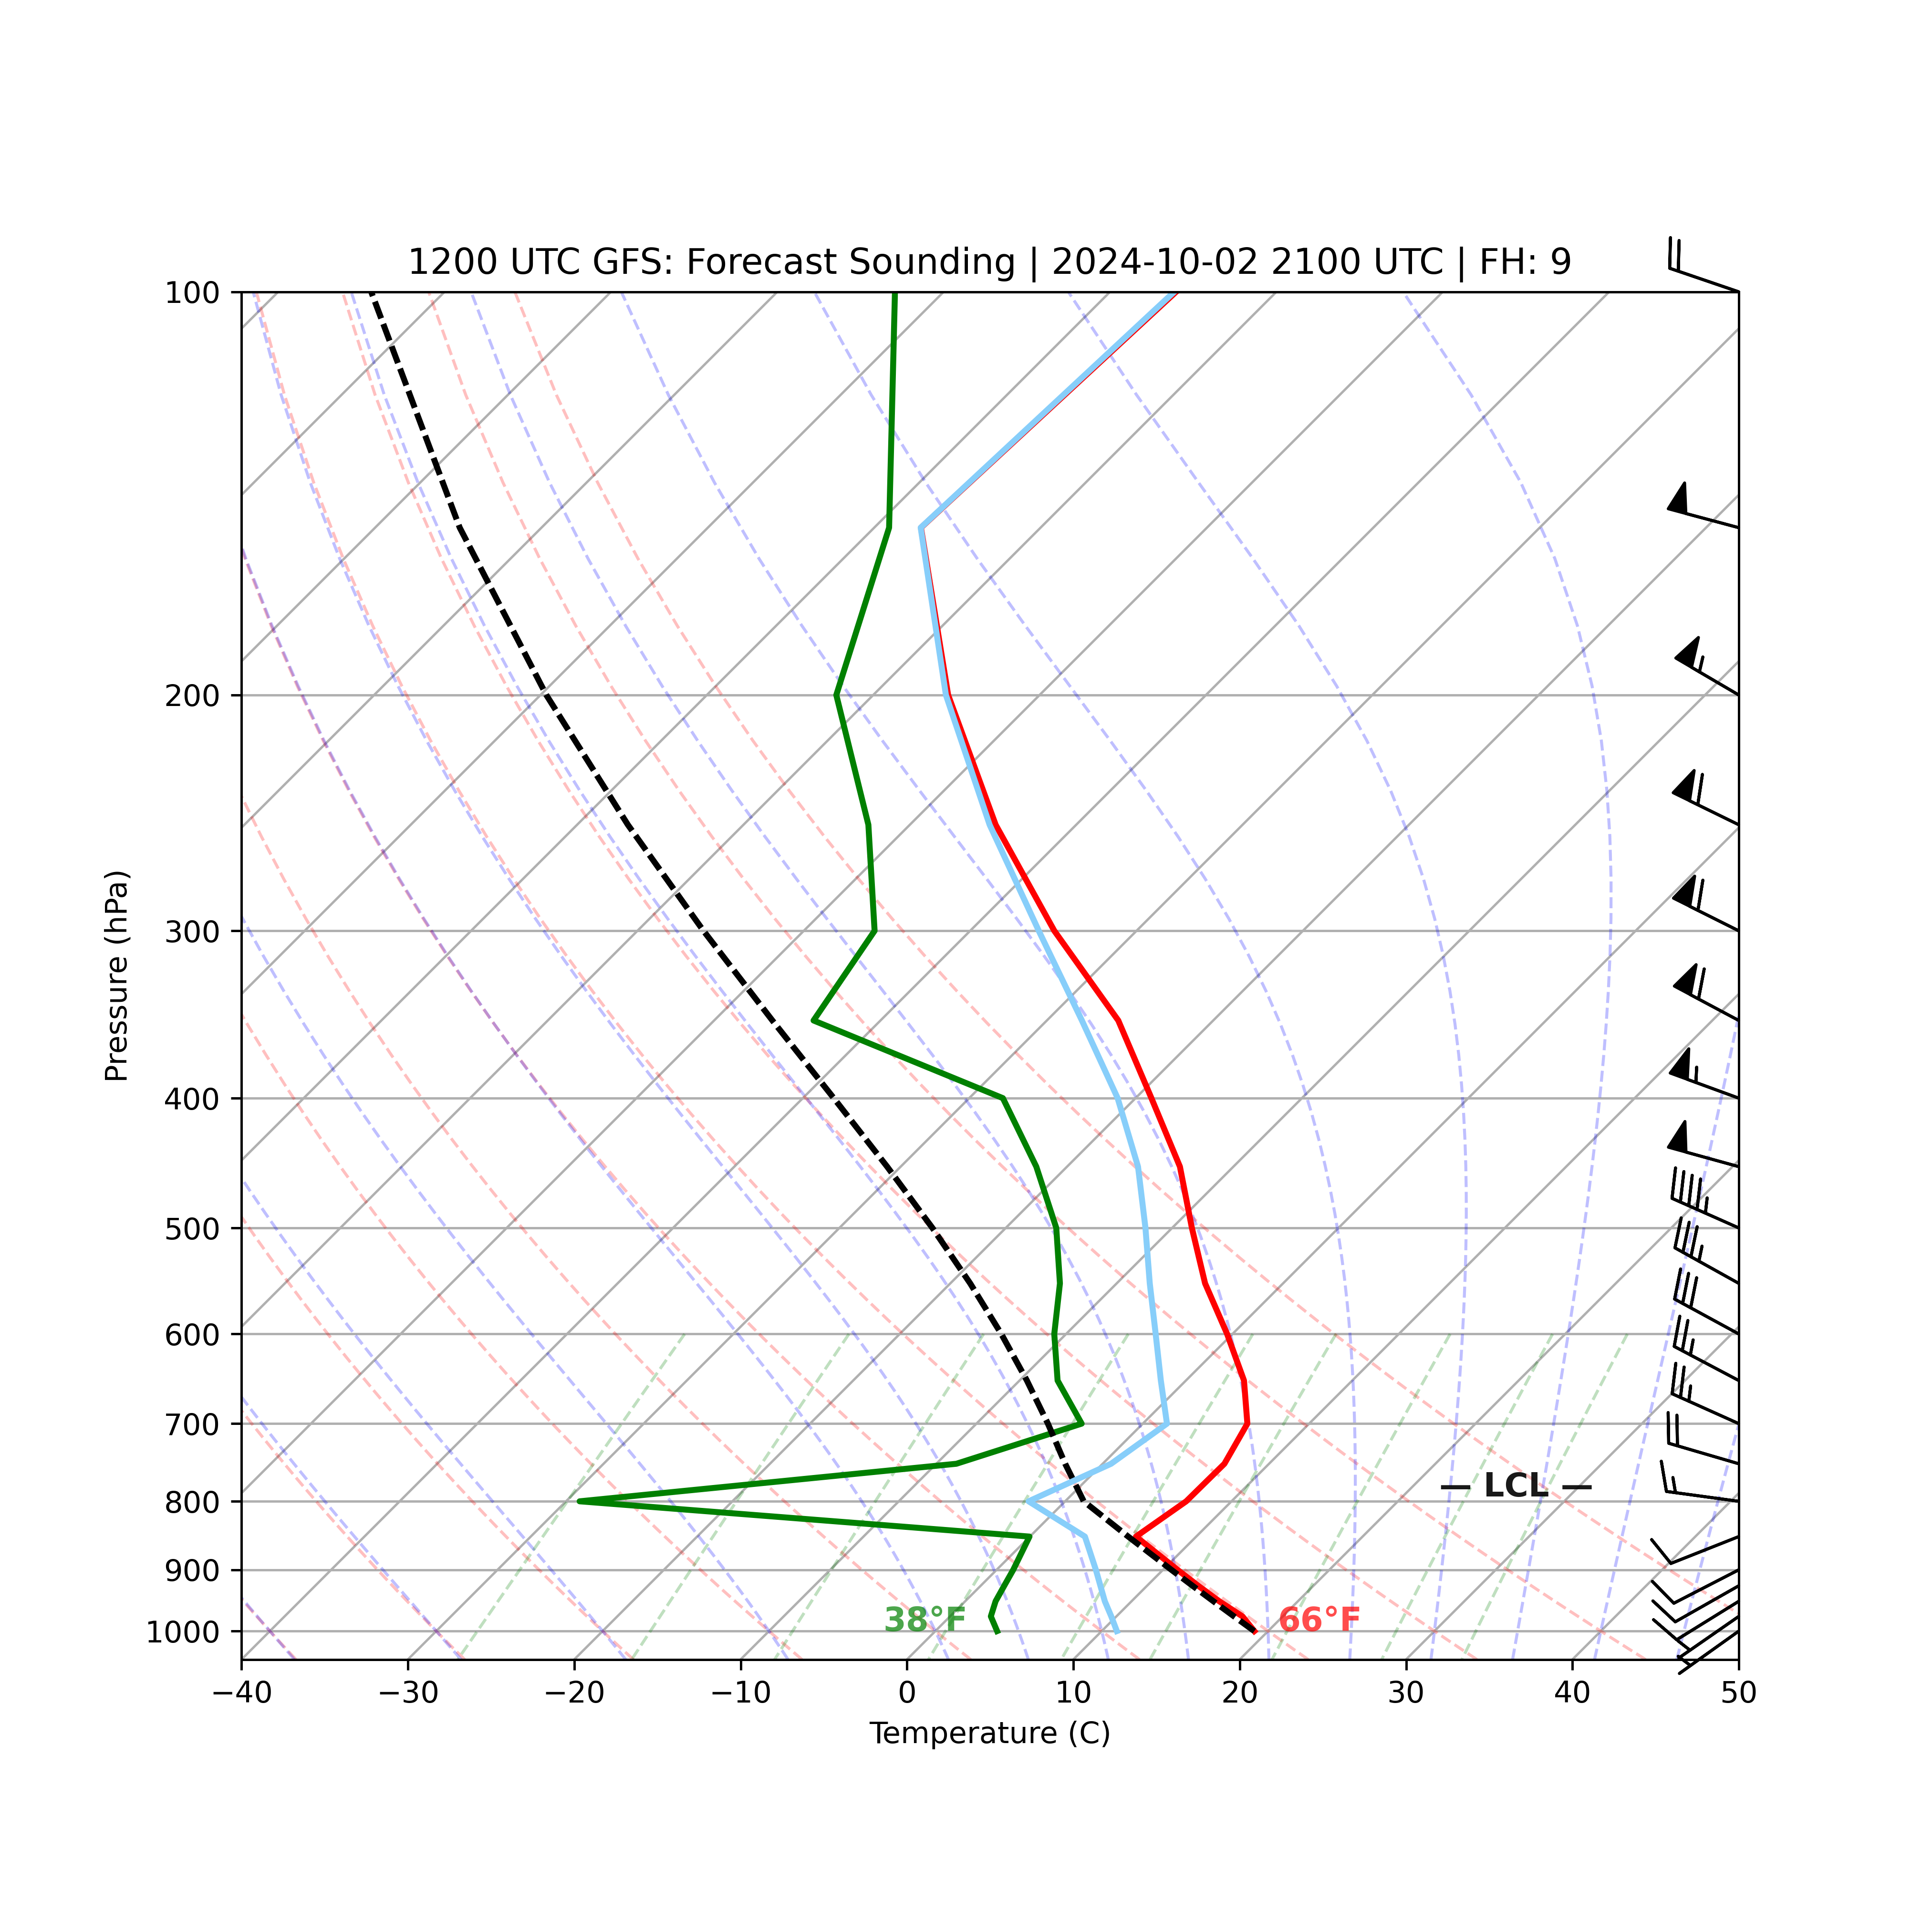 1200 UTC GFS: Forecast Sounding | 2024-10-02 2100 UTC | FH: 9
100
200
300
400
500
600
700
800
900
1000
Pressure (hPa)
— LCL —
38°F
66°F
−40 −30 −20 −10 0 10 20 30 40 50
Temperature (C)